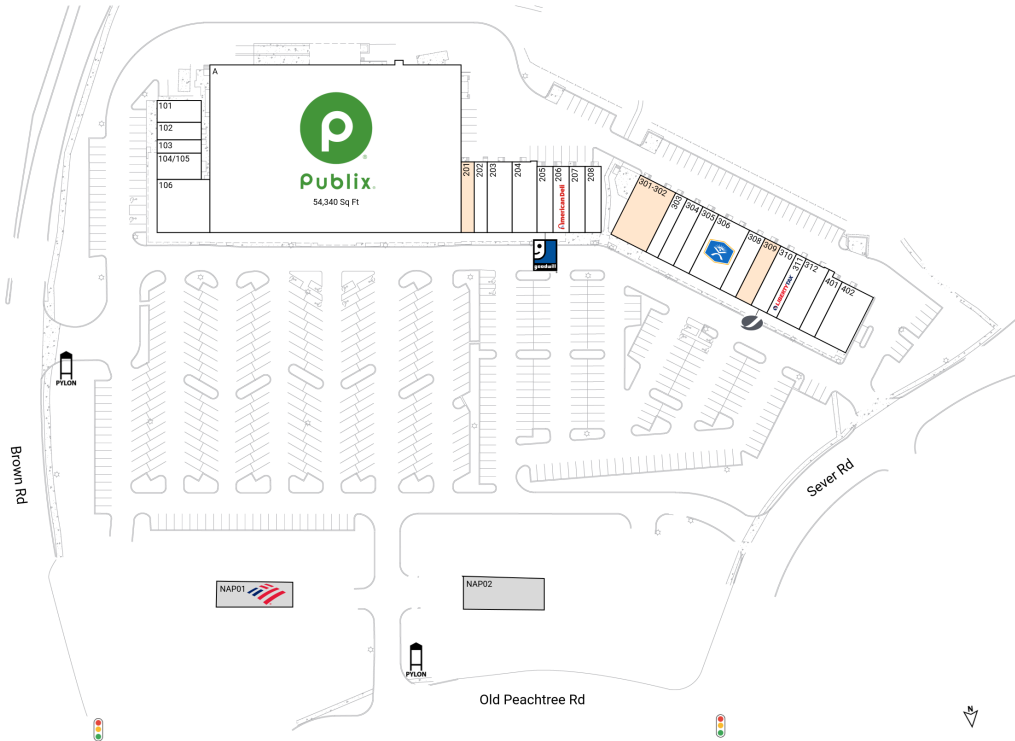 A
101
102
103
104/105
106
Publix
54,340 Sq Ft
201
202
203
204
205
206
AmericanDeli
207
208
goodwill
301-302
303
304
305
306
308
309
310
LIBERTY TAX
311
312
401
402
PYLON
Brown Rd
Sever Rd
NAP01
NAP02
PYLON
Old Peachtree Rd
N